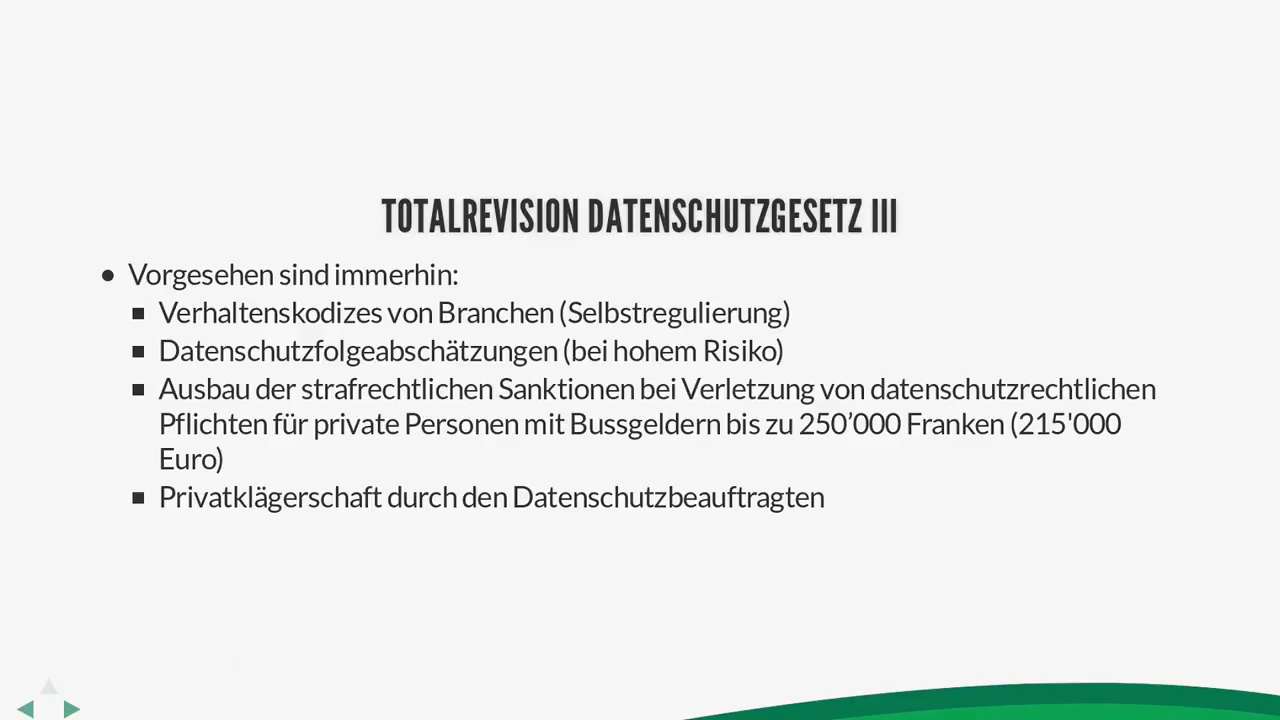 TOTALREVISION DATENSCHUTZGESETZ III
• Vorgesehen sind immerhin:
▪ Verhaltenskodizes von Branchen (Selbstregulierung)
▪ Datenschutzfolgeabschätzungen (bei hohem Risiko)
▪ Ausbau der strafrechtlichen Sanktionen bei Verletzung von datenschutzrechtlichen
Pflichten für private Personen mit Bussgeldern bis zu 250’000 Franken (215'000
Euro)
▪ Privatklägerschaft durch den Datenschutzbeauftragten